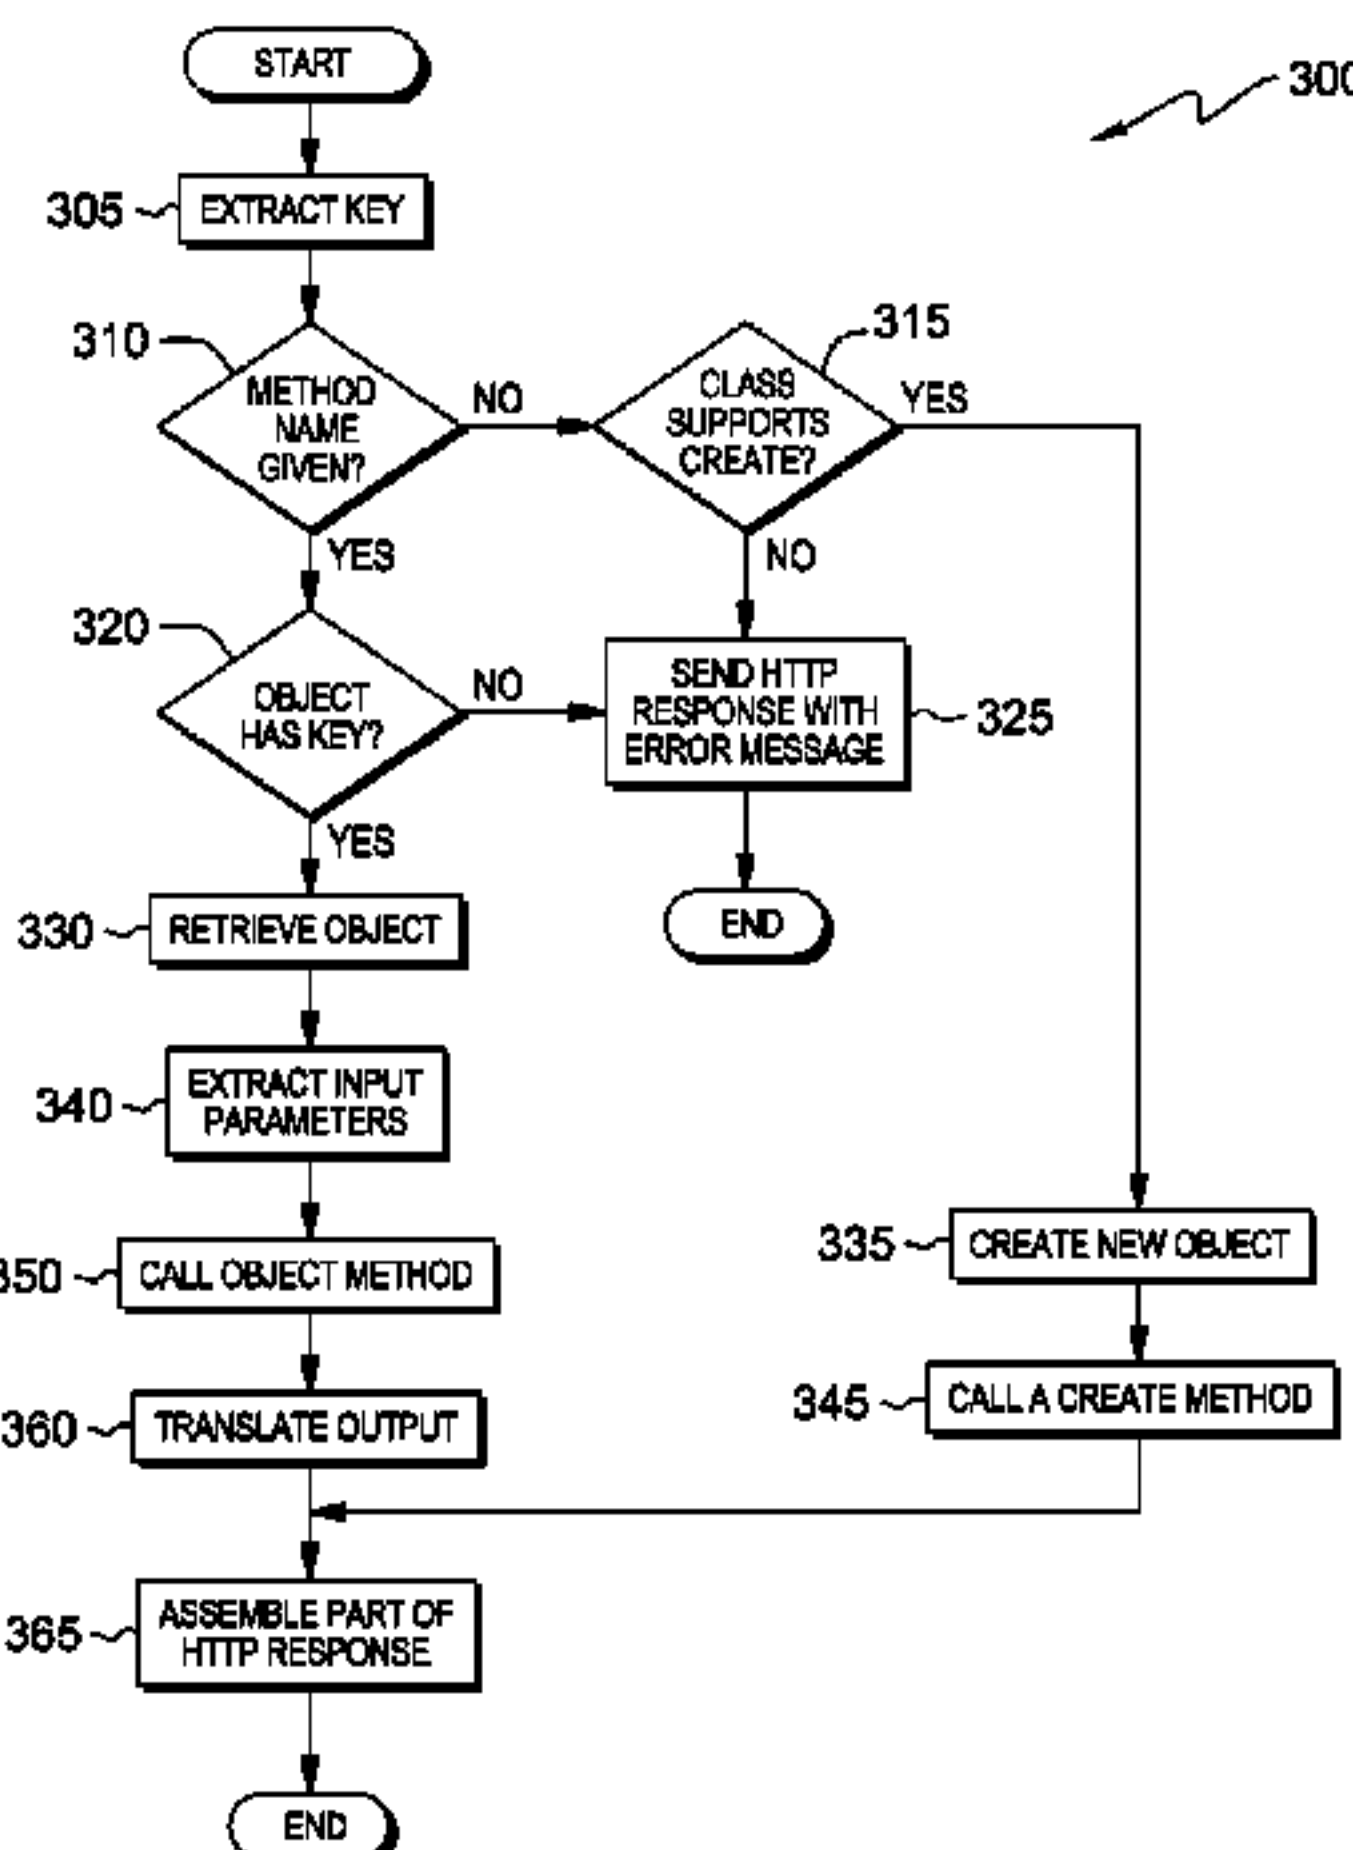 START
300
305
EXTRACT KEY
310
METHOD
NAME
GIVEN?
NO
315
CLASS
SUPPORTS
CREATE?
YES
YES
NO
320
OBJECT
HAS KEY?
NO
SEND HTTP
RESPONSE WITH
ERROR MESSAGE
325
YES
END
330
RETRIEVE OBJECT
340
EXTRACT INPUT
PARAMETERS
335
CREATE NEW OBJECT
350
CALL OBJECT METHOD
345
CALL A CREATE METHOD
360
TRANSLATE OUTPUT
365
ASSEMBLE PART OF
HTTP RESPONSE
END